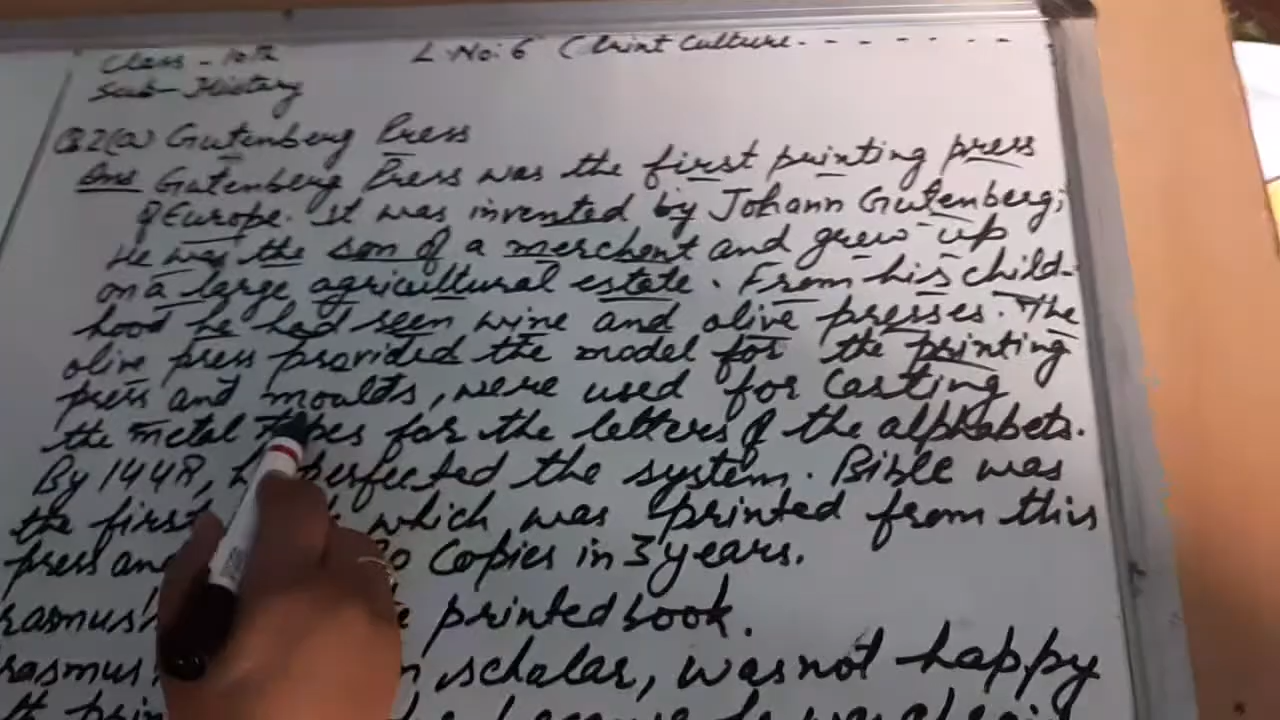 Class - 10th L.No: 6 (Print Culture. - - - - - - -
Sub - History
Q.2(a) Gutenberg Press
Ans Gutenberg Press was the first printing press
of Europe. It was invented by Johann Gutenberg;
He was the son of a merchant and grew up
on a large agricultural estate. From his child-
hood he had seen wine and olive presses. The
olive press provided the model for the printing
press and moulds, were used for casting
the metal types for the letters of the alphabets.
By 1448, perfected the system. Bible was
the first which was printed from this
press and Copies in 3 years.
printed book.
scholar, was not happy